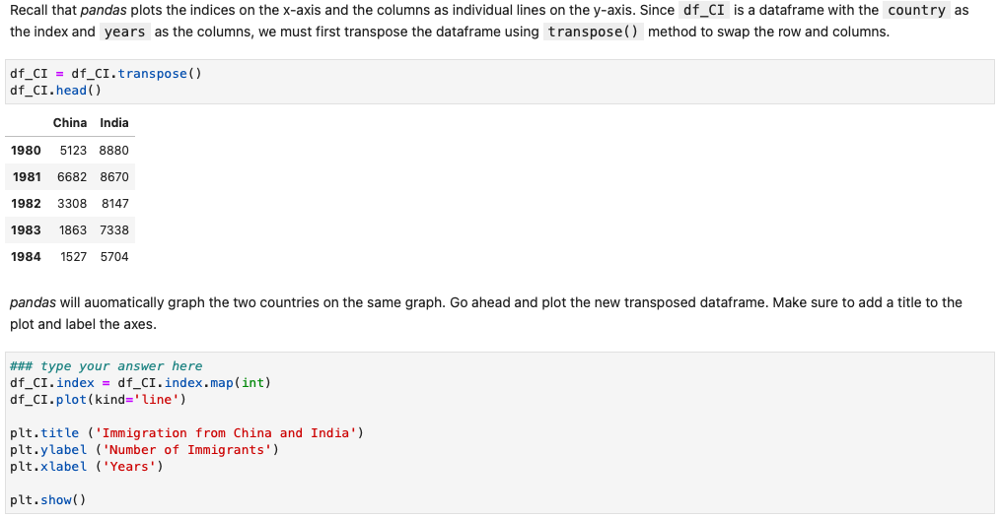 Recall that pandas plots the indices on the x-axis and the columns as individual lines on the y-axis. Since df_CI is a dataframe with the country as
the index and years as the columns, we must first transpose the dataframe using transpose() method to swap the row and columns.
df_CI = df_CI.transpose()
df_CI.head()
China India
1980 5123 8880
1981 6682 8670
1982 3308 8147
1983 1863 7338
1984 1527 5704
pandas will auomatically graph the two countries on the same graph. Go ahead and plot the new transposed dataframe. Make sure to add a title to the
plot and label the axes.
### type your answer here
df_CI.index = df_CI.index.map(int)
df_CI.plot(kind='line')
plt.title ('Immigration from China and India')
plt.ylabel ('Number of Immigrants')
plt.xlabel ('Years')
plt.show()